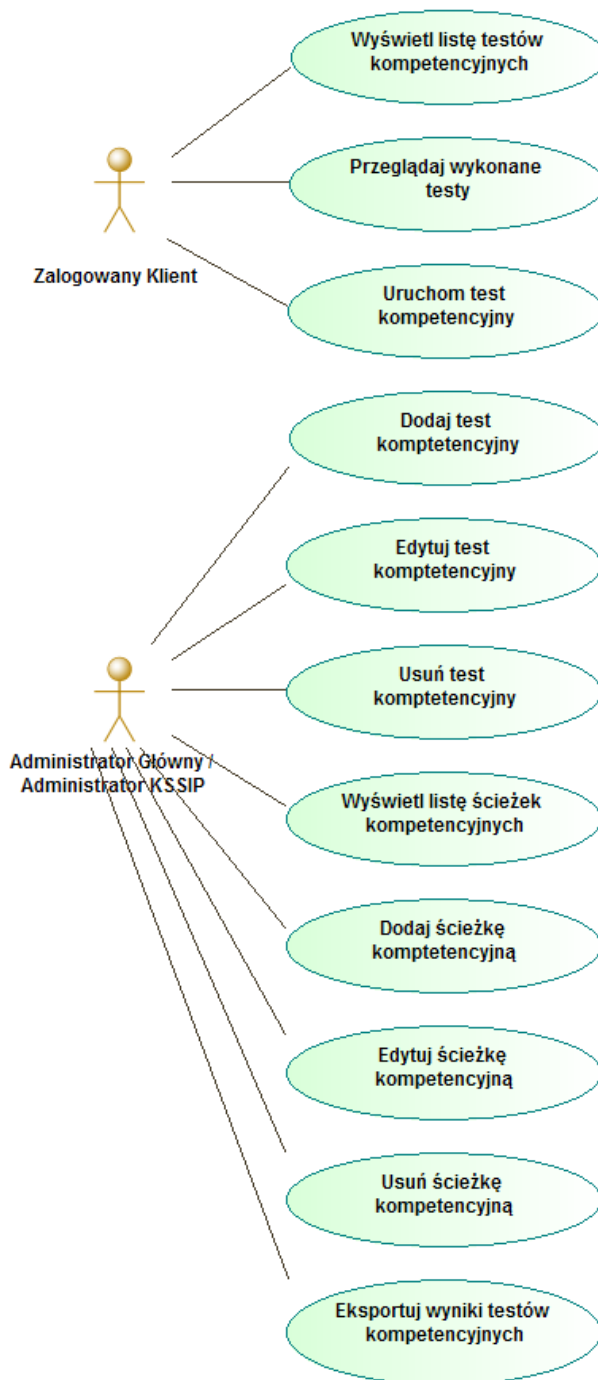 Wyświetl listę testów
kompetencyjnych
Przeglądaj wykonane
testy
Zalogowany Klient
Uruchom test
kompetencyjny
Dodaj test
komptetencyjny
Edytuj test
komptetencyjny
Usuń test
komptetencyjny
Administrator Główny /
Administrator KSSIP
Wyświetl listę ścieżek
kompetencyjnych
Dodaj ścieżkę
komptetencyjną
Edytuj ścieżkę
kompetencyjną
Usuń ścieżkę
kompetencyjną
Eksportuj wyniki testów
kompetencyjnych